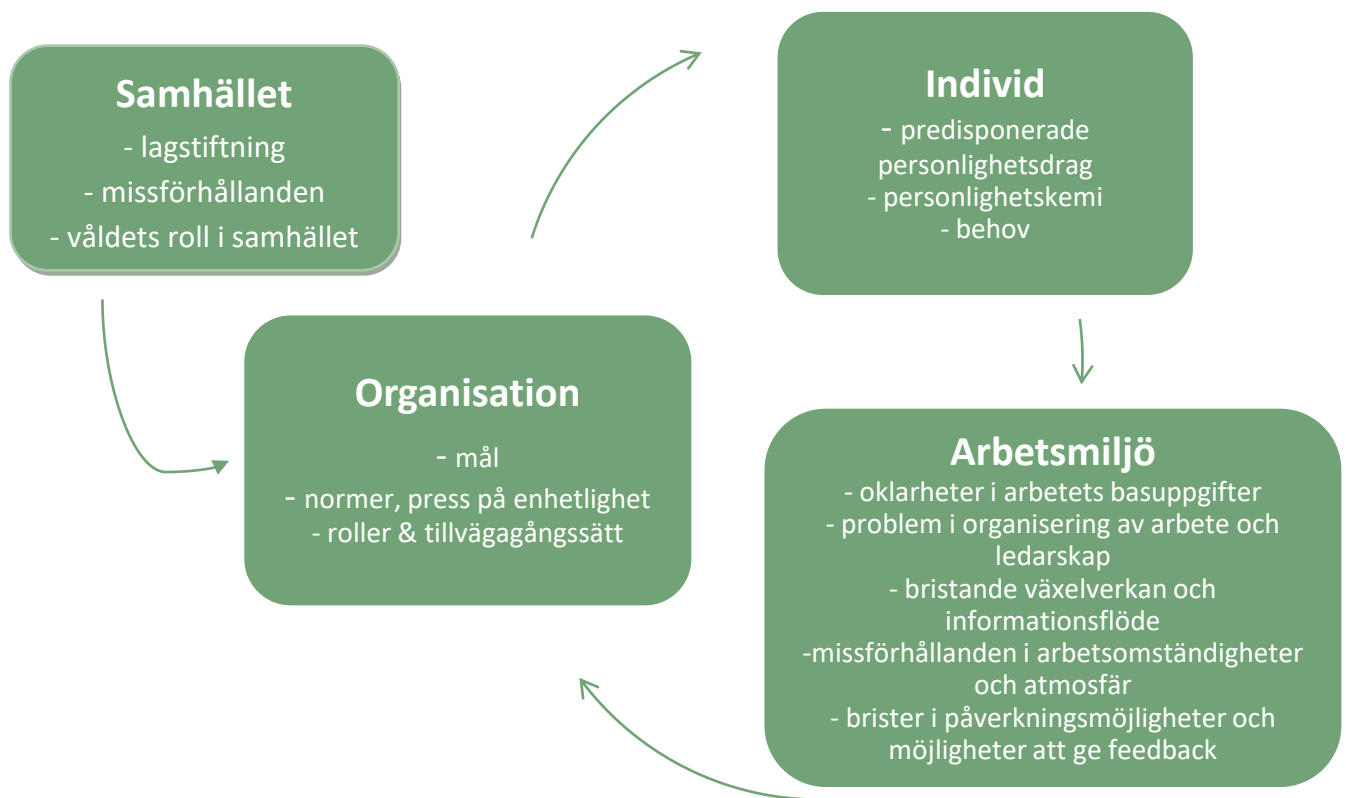 Samhället
- lagstiftning
- missförhållanden
- våldets roll i samhället
Individ
- predisponerade
personlighetsdrag
- personlighetskemi
- behov
Organisation
- mål
- normer, press på enhetlighet
- roller & tillvägagångssätt
Arbetsmiljö
- oklarheter i arbetets basuppgifter
- problem i organisering av arbete och
ledarskap
- bristande växelverkan och
informationsflöde
-missförhållanden i arbetsomständigheter
och atmosfär
- brister i påverkningsmöjligheter och
möjligheter att ge feedback